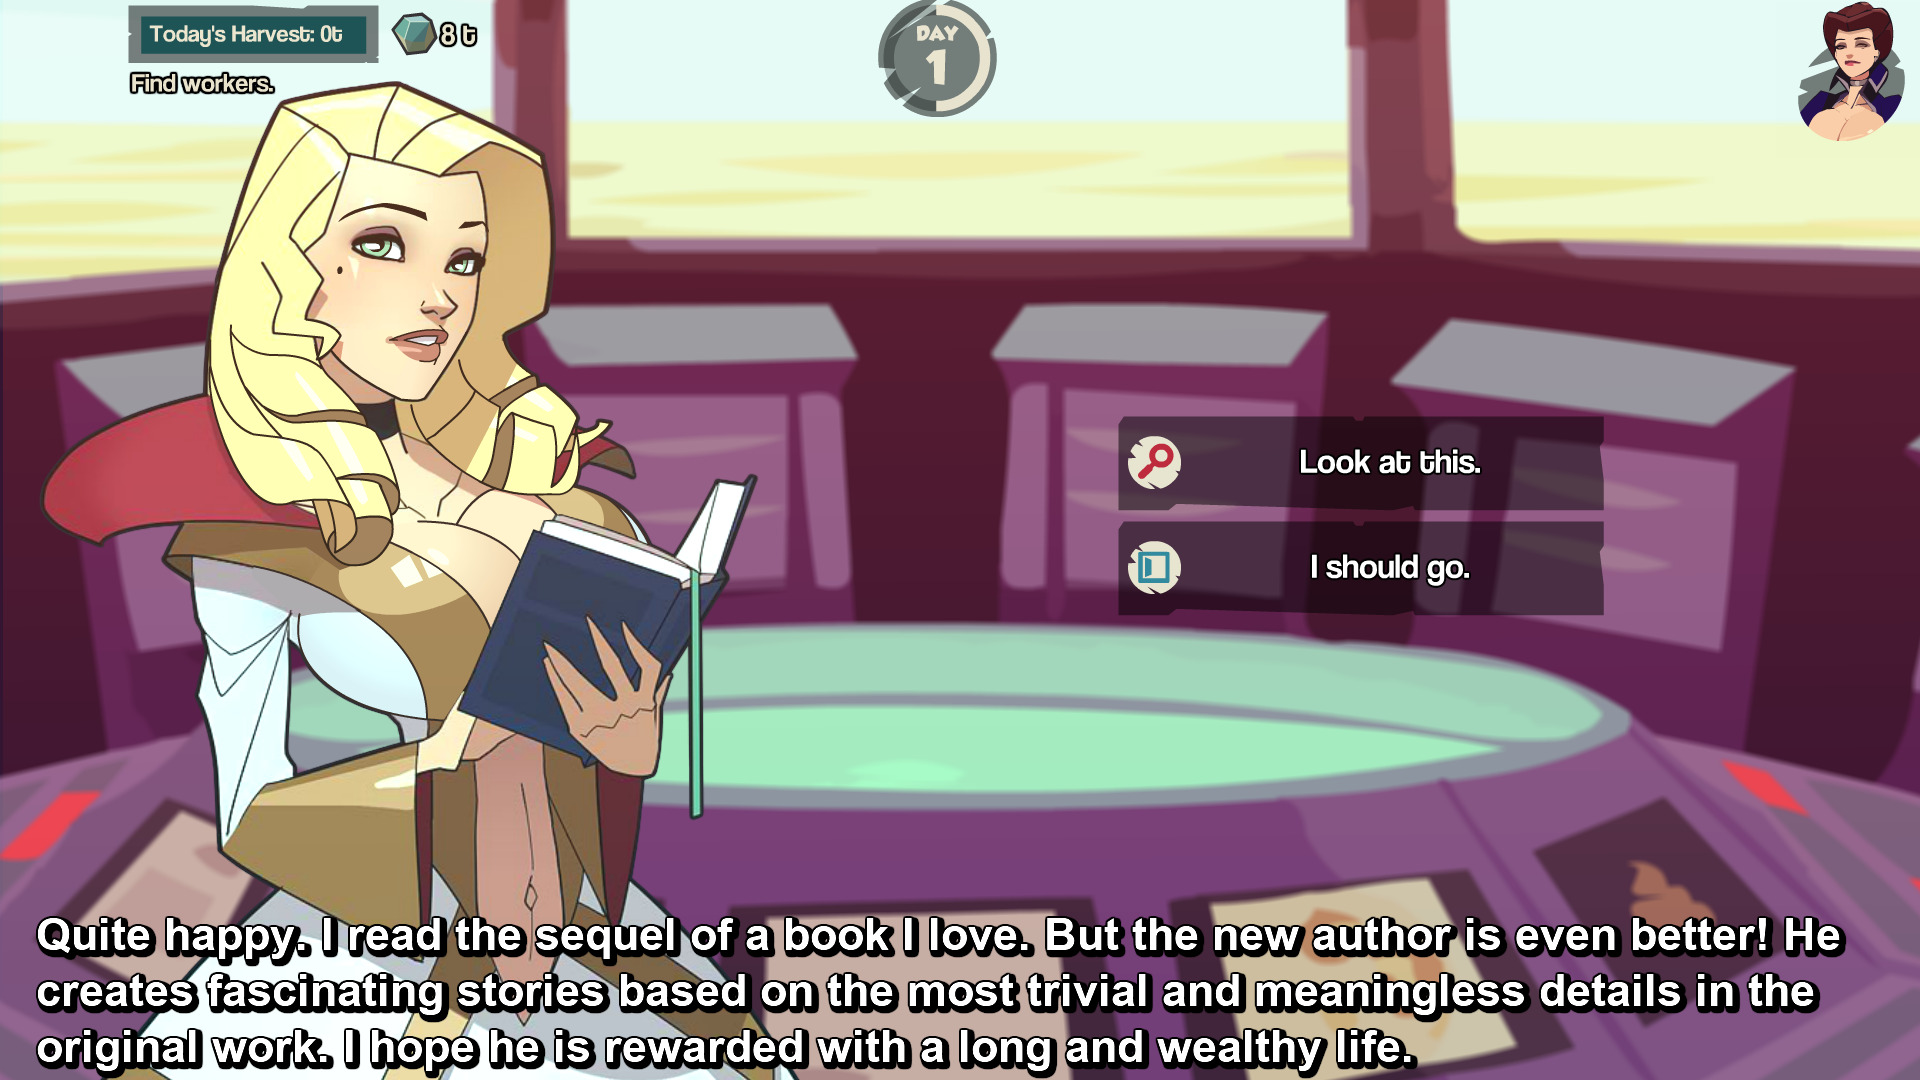 Today's Harvest: 0t
8 t
DAY
1
Find workers.
Look at this.
I should go.
Quite happy. I read the sequel of a book I love. But the new author is even better! He
creates fascinating stories based on the most trivial and meaningless details in the
original work. I hope he is rewarded with a long and wealthy life.